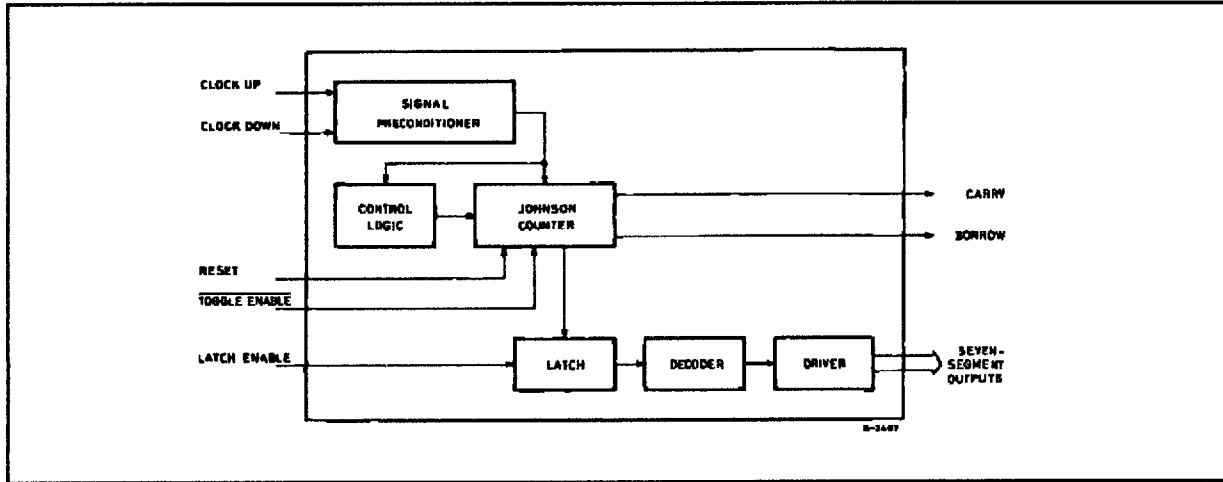 CLOCK UP
SIGNAL
PRECONDITIONER
CLOCK DOWN
CONTROL
LOGIC
JOHNSON
COUNTER
CARRY
BORROW
RESET
TOGGLE ENABLE
LATCH ENABLE
LATCH
DECODER
DRIVER
SEVEN-
SEGMENT
OUTPUTS